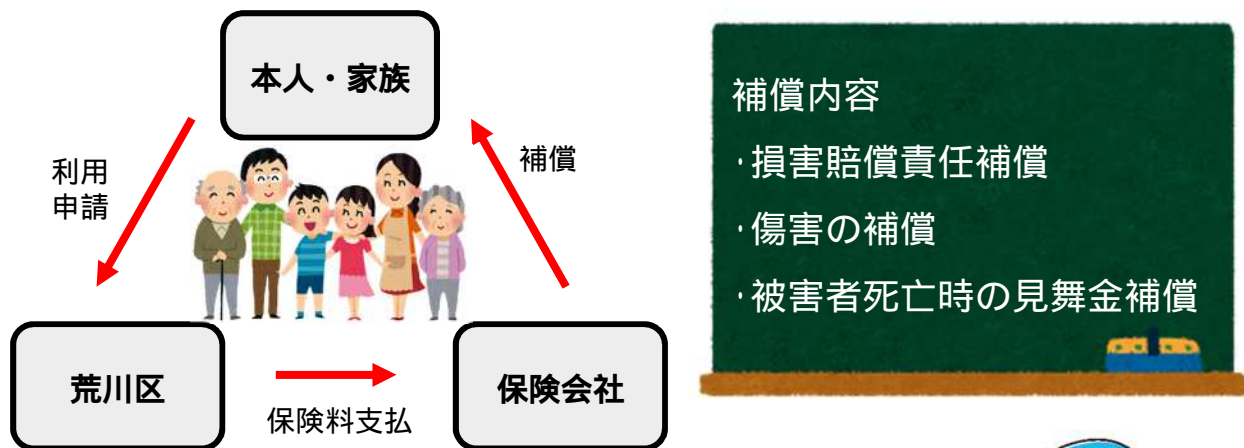 本人・家族
利用
申請
補償
荒川区
保険料支払
保険会社
補償内容
・損害賠償責任補償
・傷害の補償
・被害者死亡時の見舞金補償